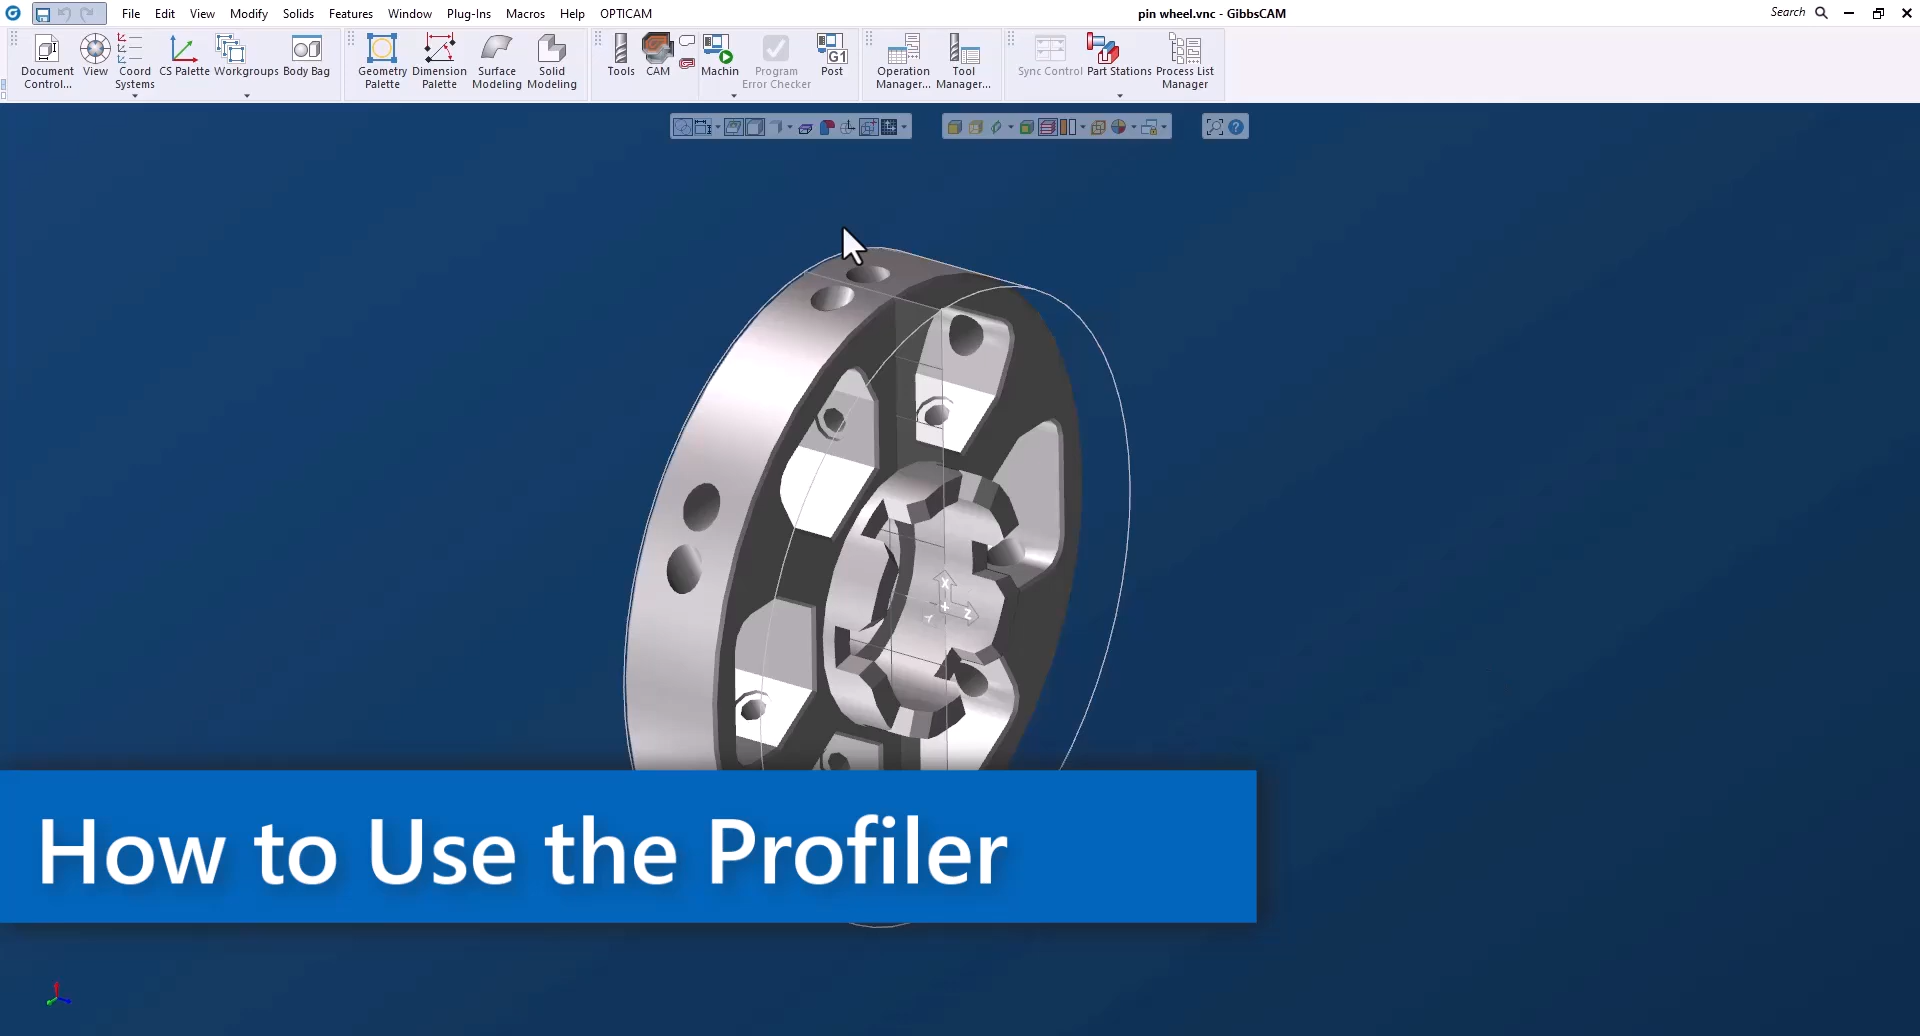 File Edit View Modify Solids Features Window Plug-Ins Macros Help OPTICAM
pin wheel.vnc - GibbsCAM
Search
Document Control...
View
Coord Systems
CS Palette
Workgroups
Body Bag
Geometry Palette
Dimension Palette
Surface Modeling
Solid Modeling
Tools
CAM
Machin
Program Error Checker
G1
Post
Operation Manager...
Tool Manager...
Sync Control
Part Stations
Process List Manager
X
Y
Z
How to Use the Profiler